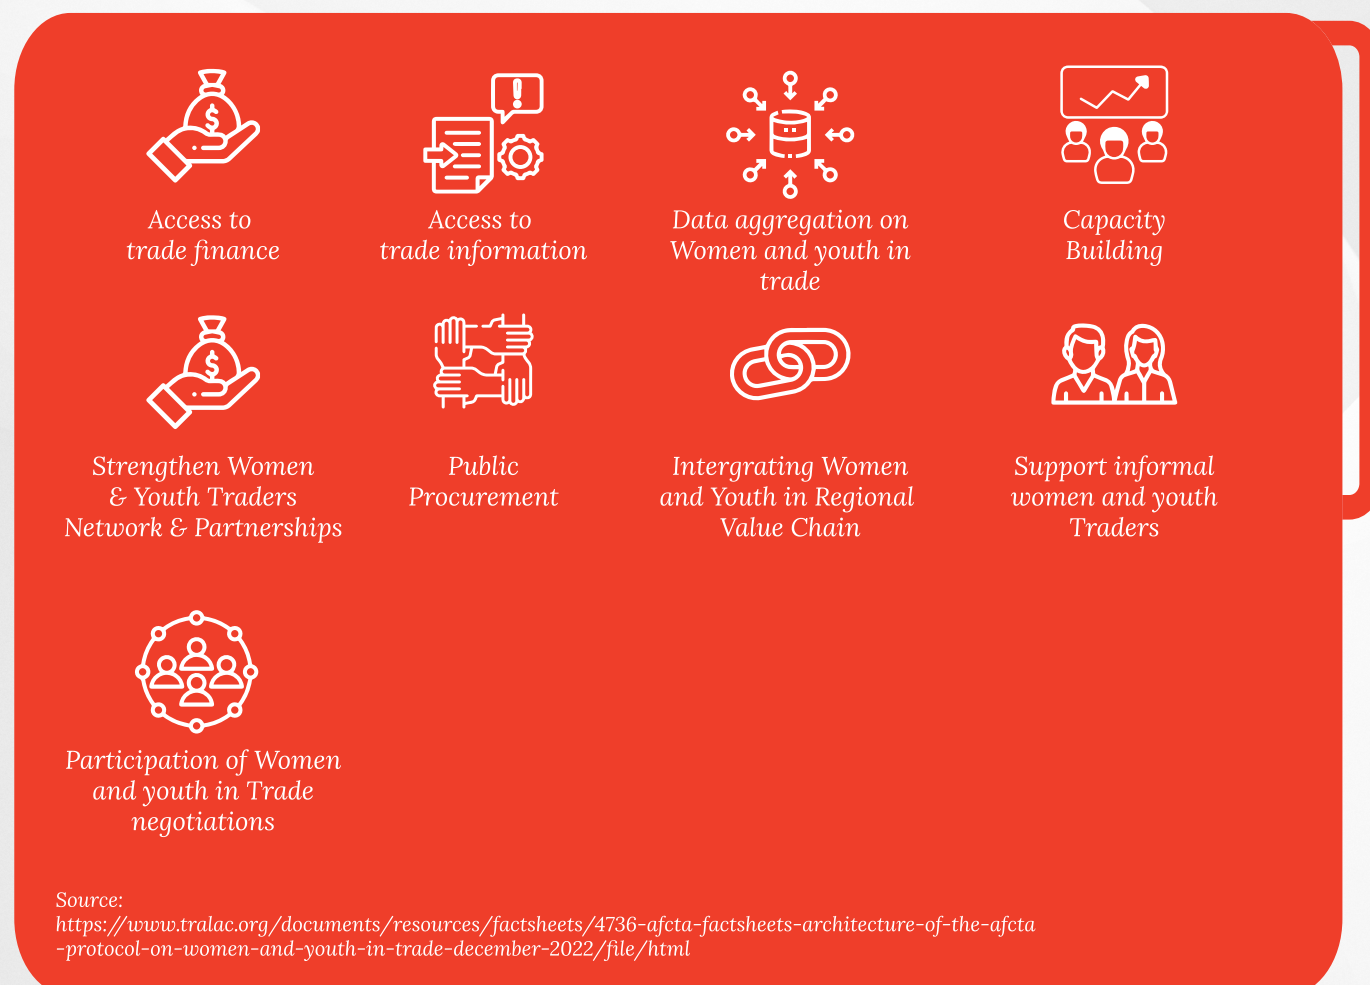 Access to
trade finance
Access to
trade information
Data aggregation on
Women and youth in
trade
Capacity
Building
Strengthen Women
& Youth Traders
Network & Partnerships
Public
Procurement
Intergrating Women
and Youth in Regional
Value Chain
Support informal
women and youth
Traders
Participation of Women
and youth in Trade
negotiations
Source:
https://www.tralac.org/documents/resources/factsheets/4736-afcta-factsheets-architecture-of-the-afcta
-protocol-on-women-and-youth-in-trade-december-2022/file/html